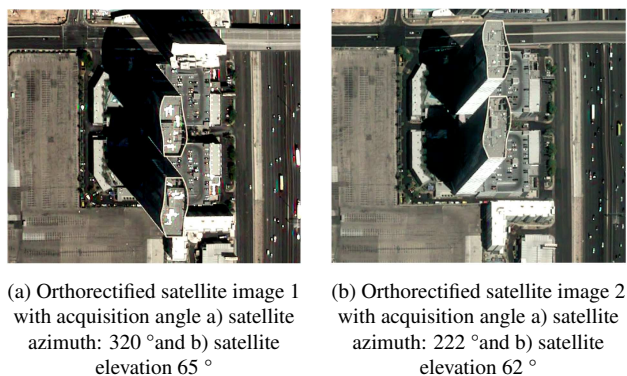 (a) Orthorectified satellite image 1
with acquisition angle a) satellite
azimuth: 320 °and b) satellite
elevation 65 °
(b) Orthorectified satellite image 2
with acquisition angle a) satellite
azimuth: 222 °and b) satellite
elevation 62 °